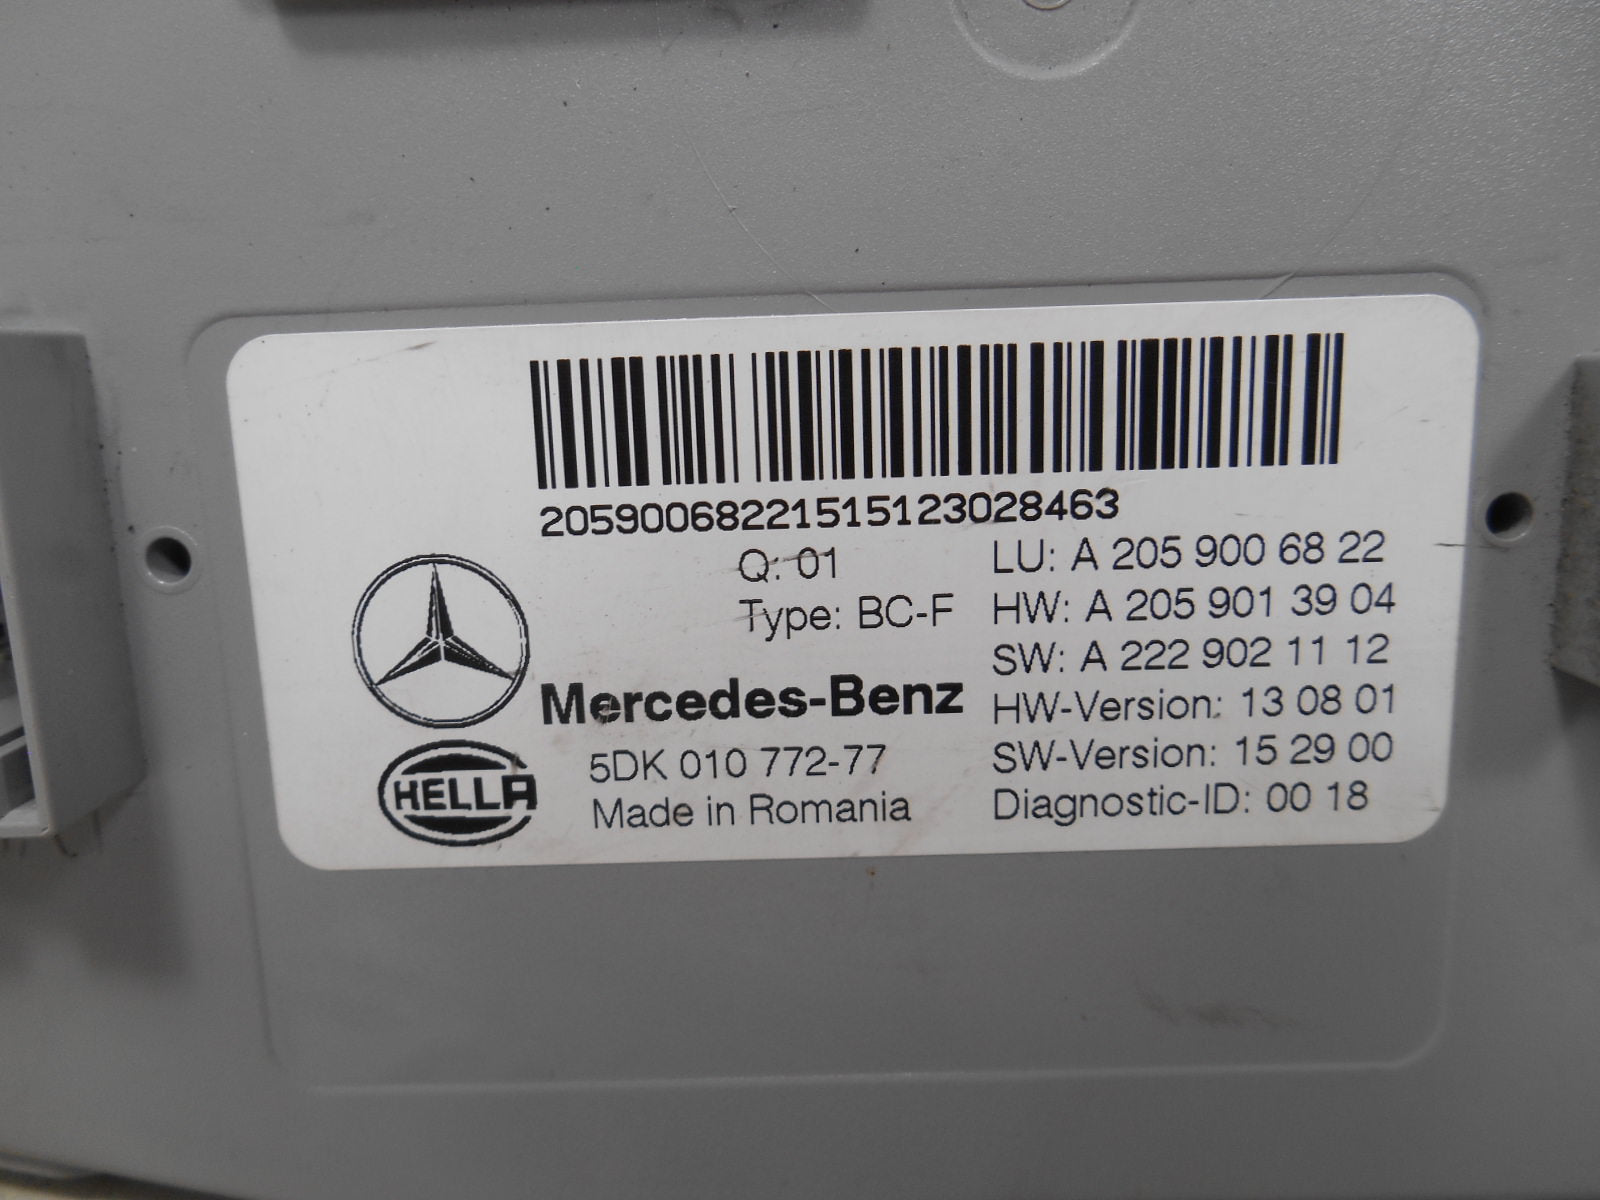 20590068221515123028463
Q: 01
Type: BC-F
LU: A 205 900 68 22
HW: A 205 901 39 04
SW: A 222 902 11 12
HW-Version: 13 08 01
SW-Version: 15 29 00
Diagnostic-ID: 00 18
Mercedes-Benz
5DK 010 772-77
Made in Romania
HELLA